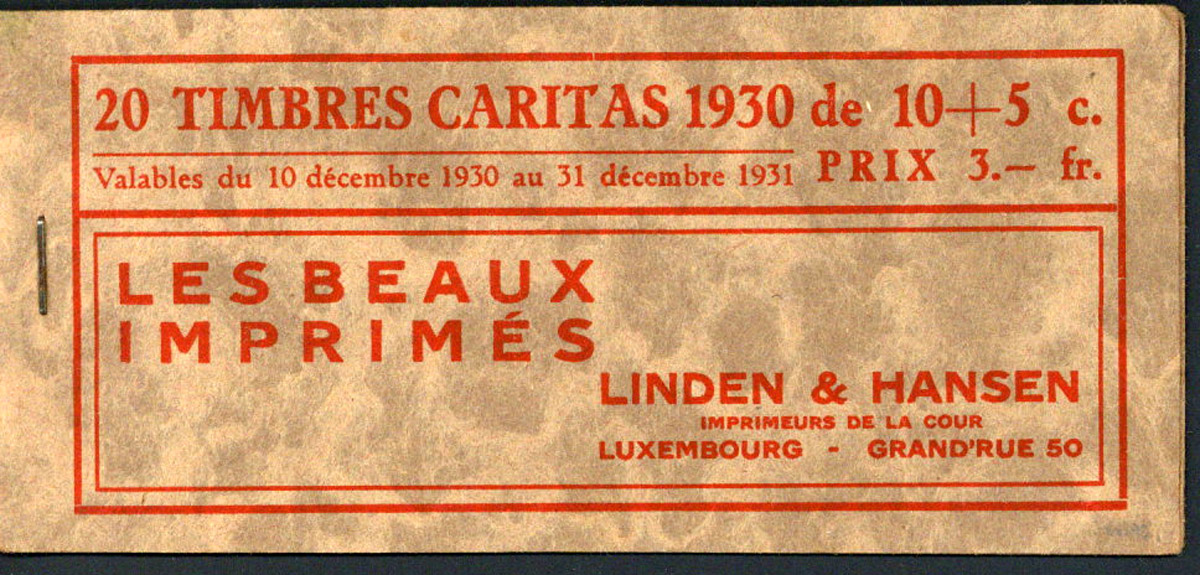 20 TIMBRES CARITAS 1930 de 10+5 c.
Valables du 10 décembre 1930 au 31 décembre 1931 PRIX 3.— fr.
LES BEAUX
IMPRIMÉS
LINDEN & HANSEN
IMPRIMEURS DE LA COUR
LUXEMBOURG - GRAND'RUE 50